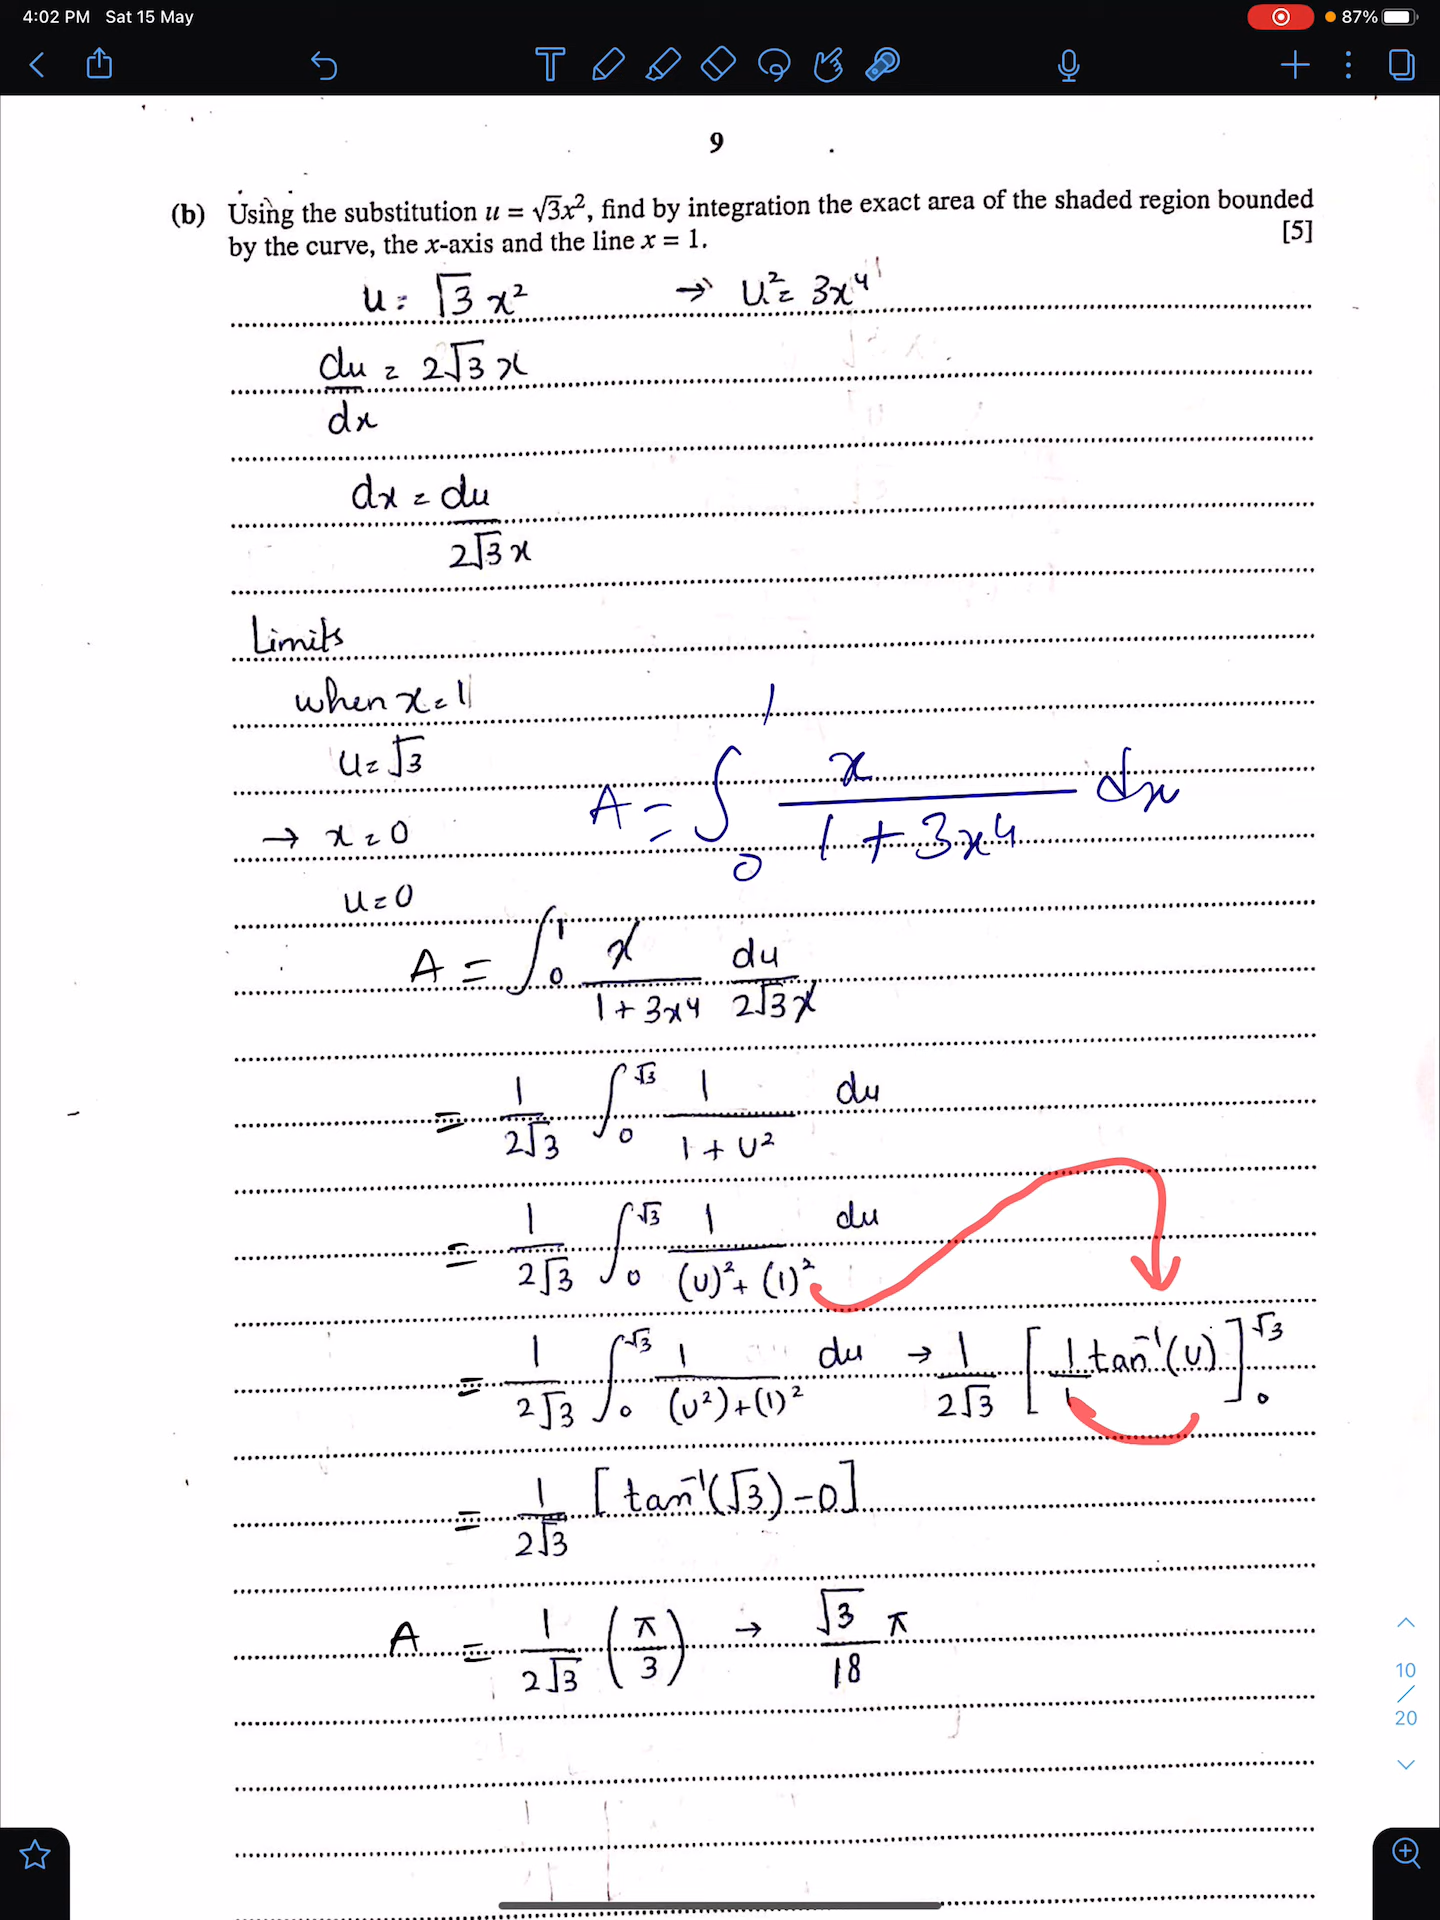 4:02 PM Sat 15 May 87%
9
(b) Using the substitution u = √3x², find by integration the exact area of the shaded region bounded
by the curve, the x-axis and the line x = 1. [5]
u = √3 x² → u² = 3x⁴
du/dx = 2√3 x
dx = du/(2√3 x)
Limits
when x = 1
u = √3
→ x = 0
u = 0
A = ∫₀¹ x/(1 + 3x⁴) dx
A = ∫₀¹ x/(1 + 3x⁴) du/(2√3 x)
= 1/(2√3) ∫₀^√3 1/(1 + u²) du
= 1/(2√3) ∫₀^√3 1/((u)² + (1)²) du
= 1/(2√3) ∫₀^√3 1/((u²) + (1)²) du → 1/(2√3) [1/1 tan⁻¹(u)]₀^√3
= 1/(2√3) [tan⁻¹(√3) − 0]
A = 1/(2√3) (π/3) → √3/18 π
10
/
20